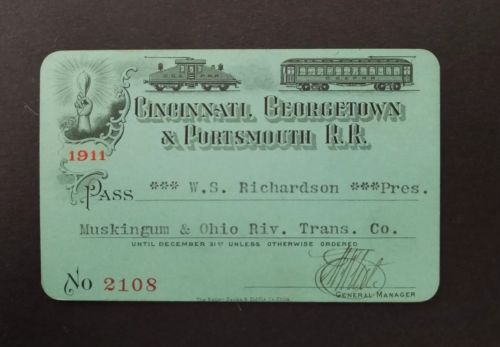 CINCINNATI, GEORGETOWN
& PORTSMOUTH R.R.
1911
PASS *** W.S. Richardson ***Pres.
Muskingum & Ohio Riv. Trans. Co.
UNTIL DECEMBER 31ST UNLESS OTHERWISE ORDERED
No 2108
GENERAL MANAGER